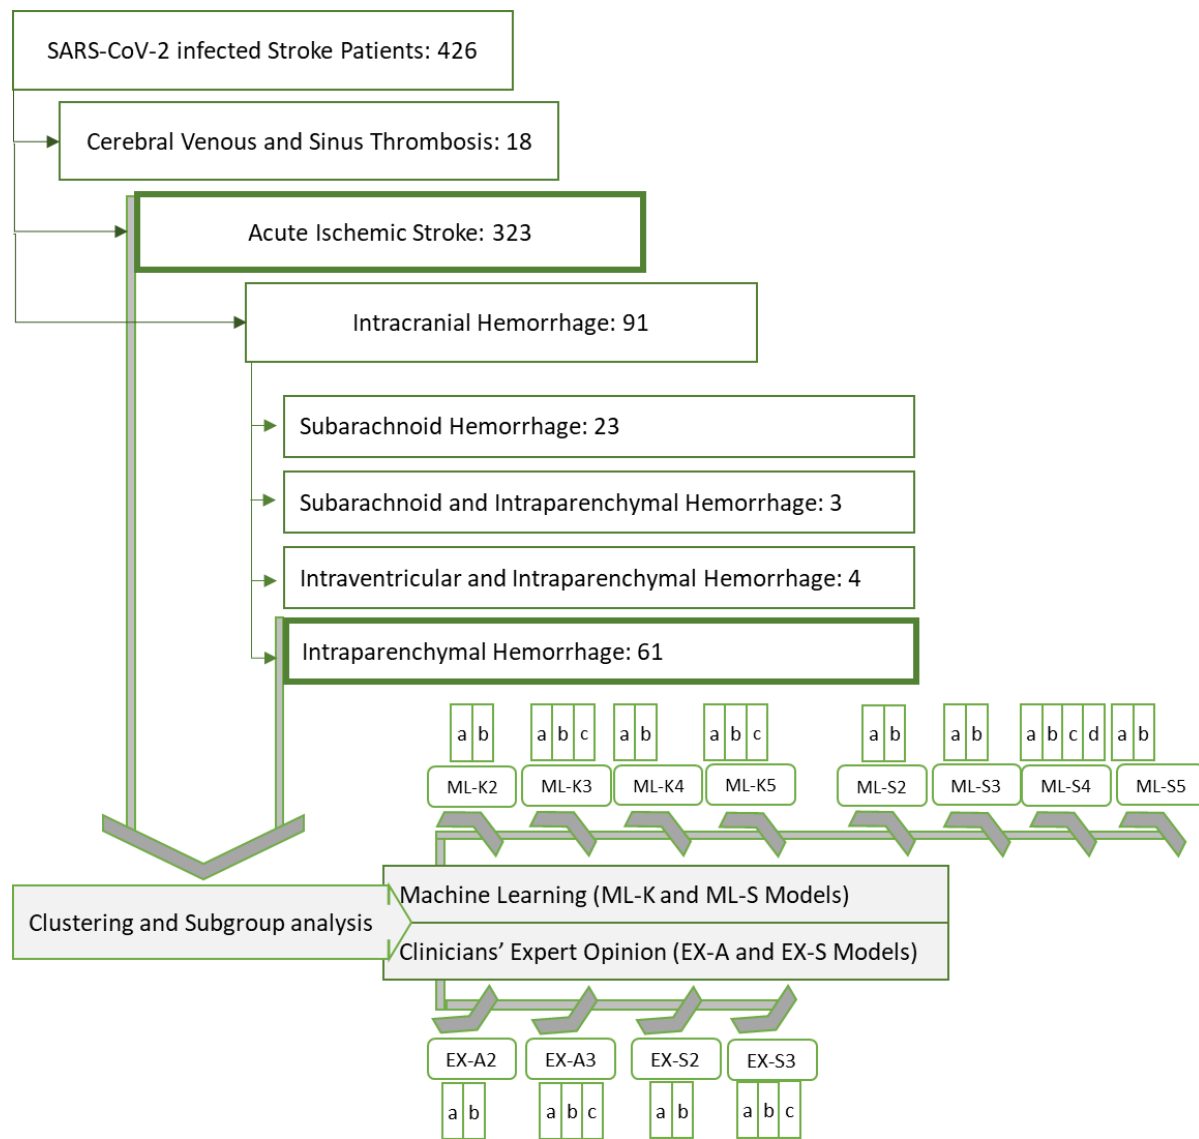 SARS-CoV-2 infected Stroke Patients: 426
Cerebral Venous and Sinus Thrombosis: 18
Acute Ischemic Stroke: 323
Intracranial Hemorrhage: 91
Subarachnoid Hemorrhage: 23
Subarachnoid and Intraparenchymal Hemorrhage: 3
Intraventricular and Intraparenchymal Hemorrhage: 4
Intraparenchymal Hemorrhage: 61
a b a b c a b a b c a b a b a b c d a b
ML-K2 ML-K3 ML-K4 ML-K5 ML-S2 ML-S3 ML-S4 ML-S5
Machine Learning (ML-K and ML-S Models)
Clustering and Subgroup analysis
Clinicians’ Expert Opinion (EX-A and EX-S Models)
EX-A2 EX-A3 EX-S2 EX-S3
a b a b c a b a b c